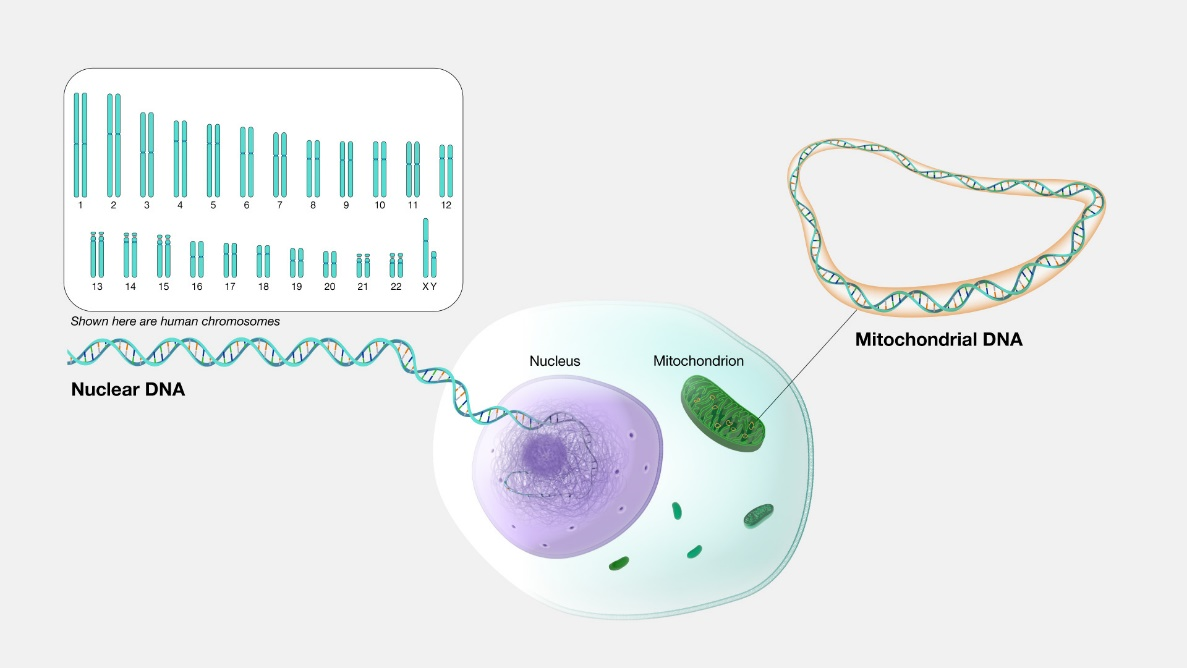 1 2 3 4 5 6 7 8 9 10 11 12
13 14 15 16 17 18 19 20 21 22 X Y
Shown here are human chromosomes
Nuclear DNA
Nucleus
Mitochondrion
Mitochondrial DNA